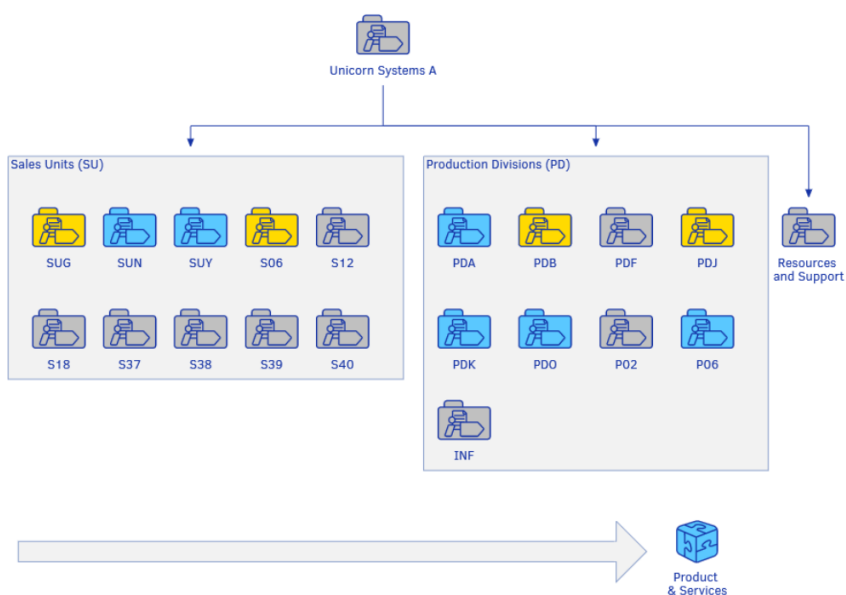 Unicorn Systems A
Sales Units (SU)
Production Divisions (PD)
SUG
SUN
SUY
S06
S12
PDA
PDB
PDF
PDJ
Resources
and Support
S18
S37
S38
S39
S40
PDK
PDO
P02
P06
INF
Product
& Services